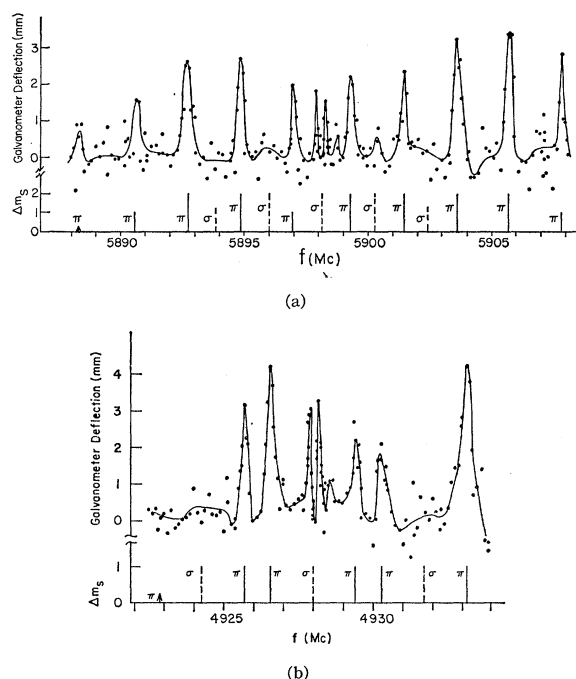 Galvanometer Deflection (mm)
3
2
1
0
Δm_S
2
1
0
π π π σ π σ π σ π σ π σ π π π
5890 5895 5900 5905
f(Mc)
(a)
Galvanometer Deflection (mm)
4
3
2
1
0
Δm_S
1
0
π σ π π σ π π σ π
4925 4930
f (Mc)
(b)